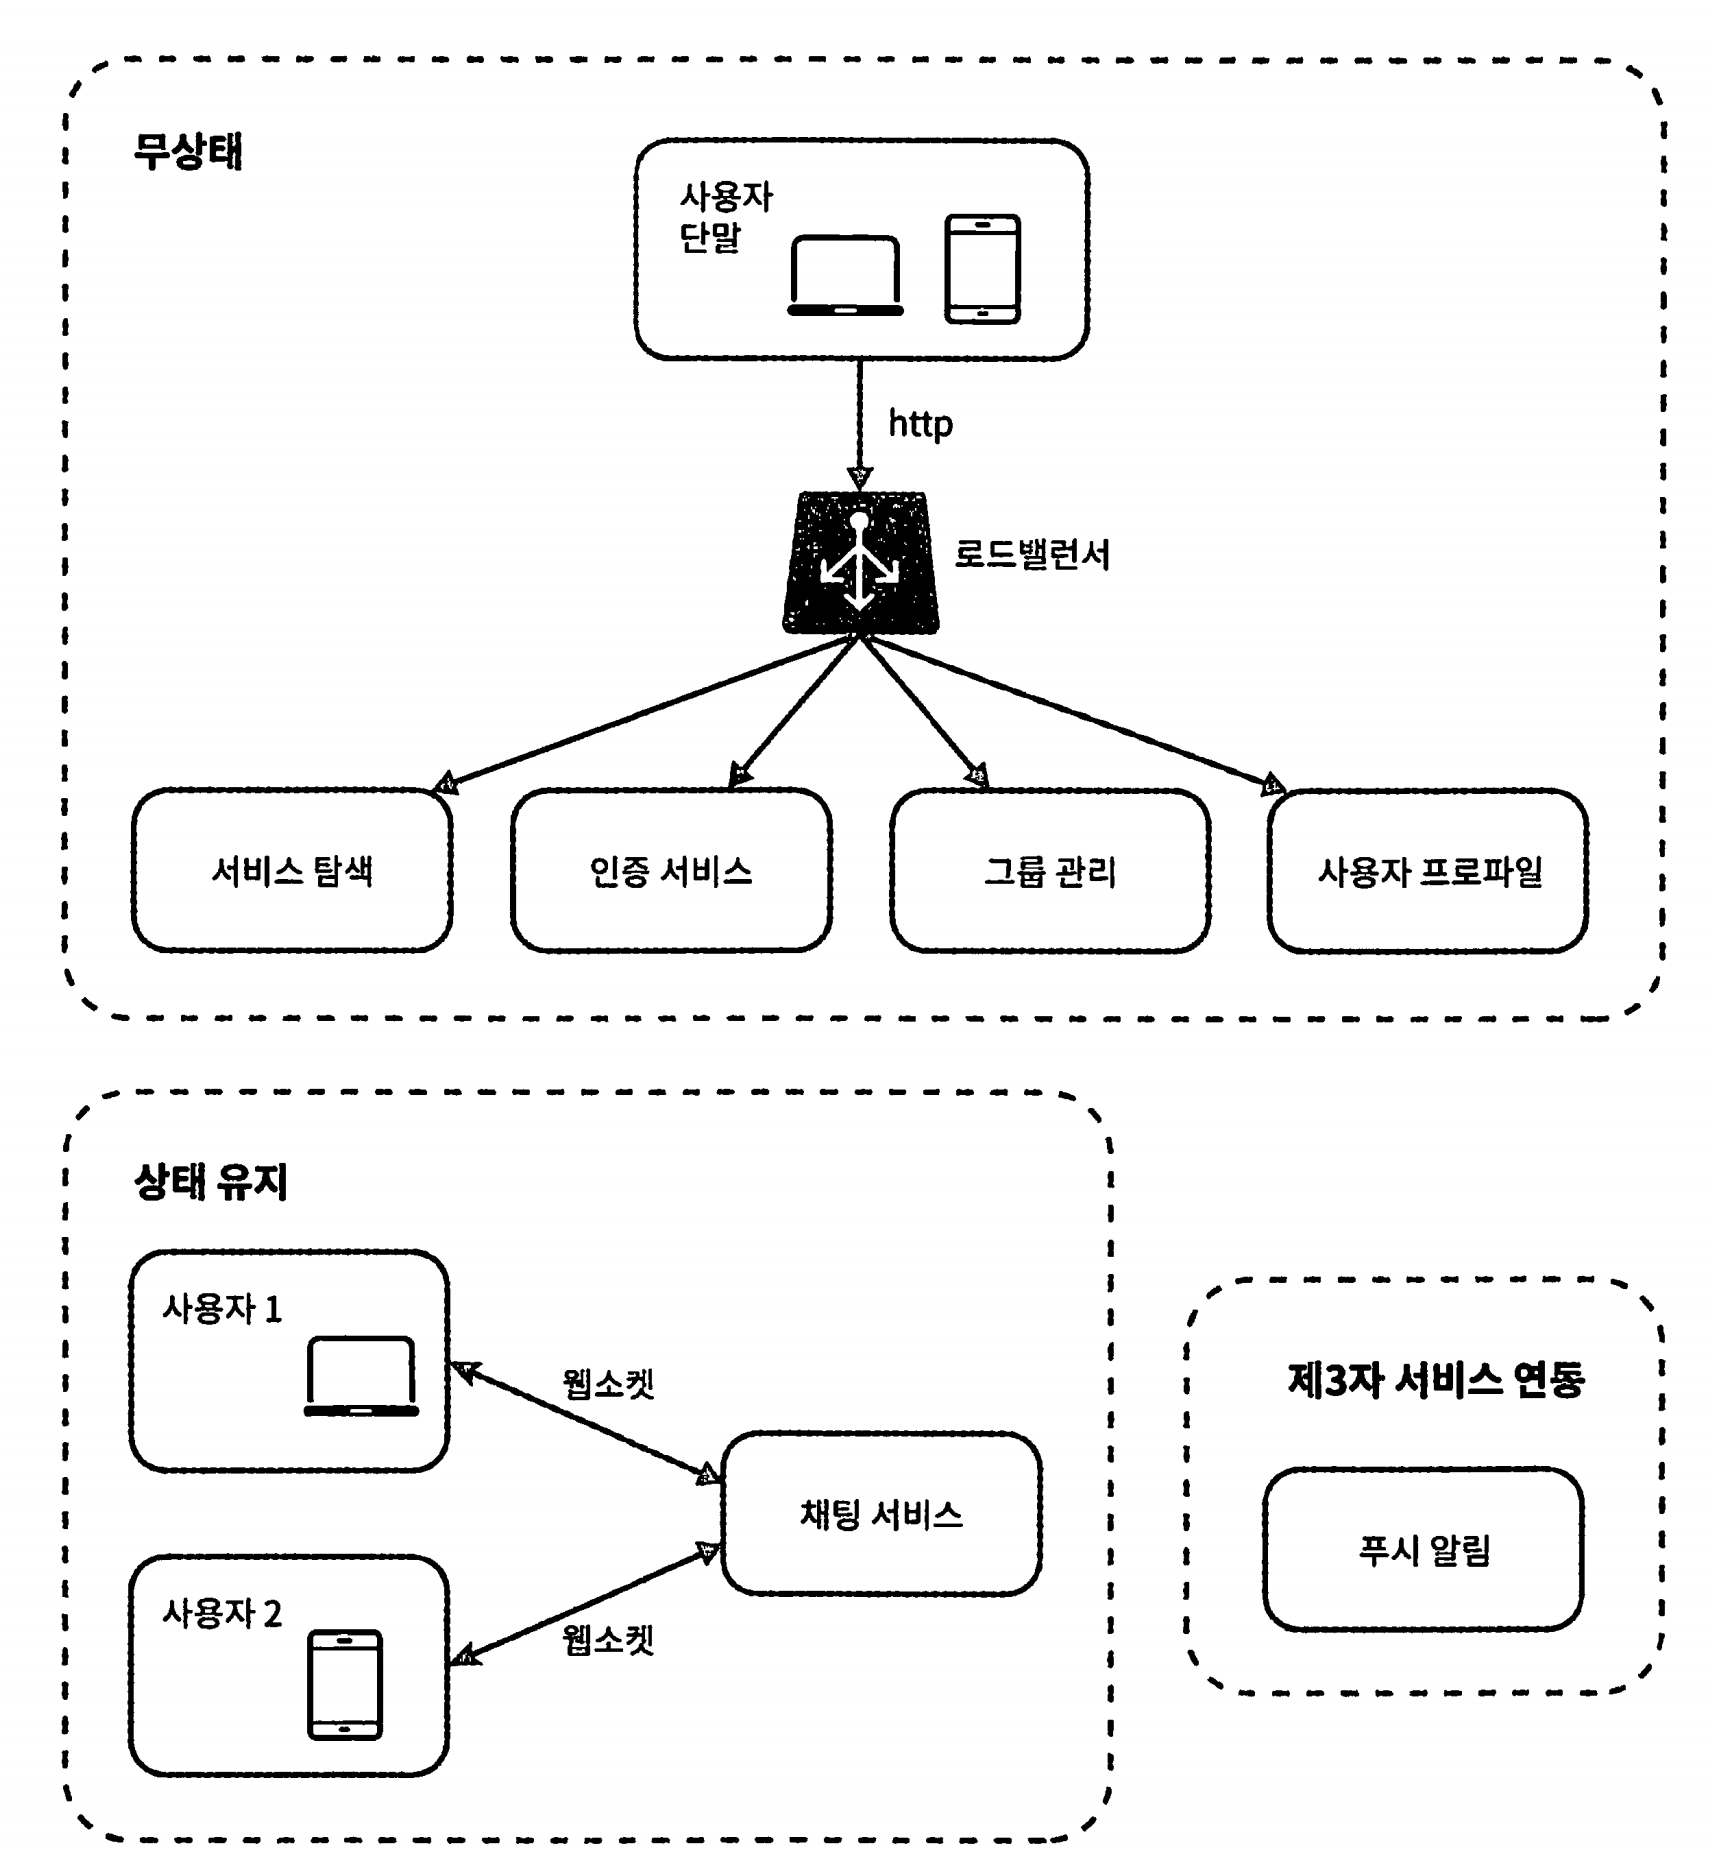 무상태
사용자
단말
http
로드밸런서
서비스 탐색
인증 서비스
그룹 관리
사용자 프로파일
상태 유지
사용자 1
웹소켓
채팅 서비스
사용자 2
웹소켓
제3자 서비스 연동
푸시 알림